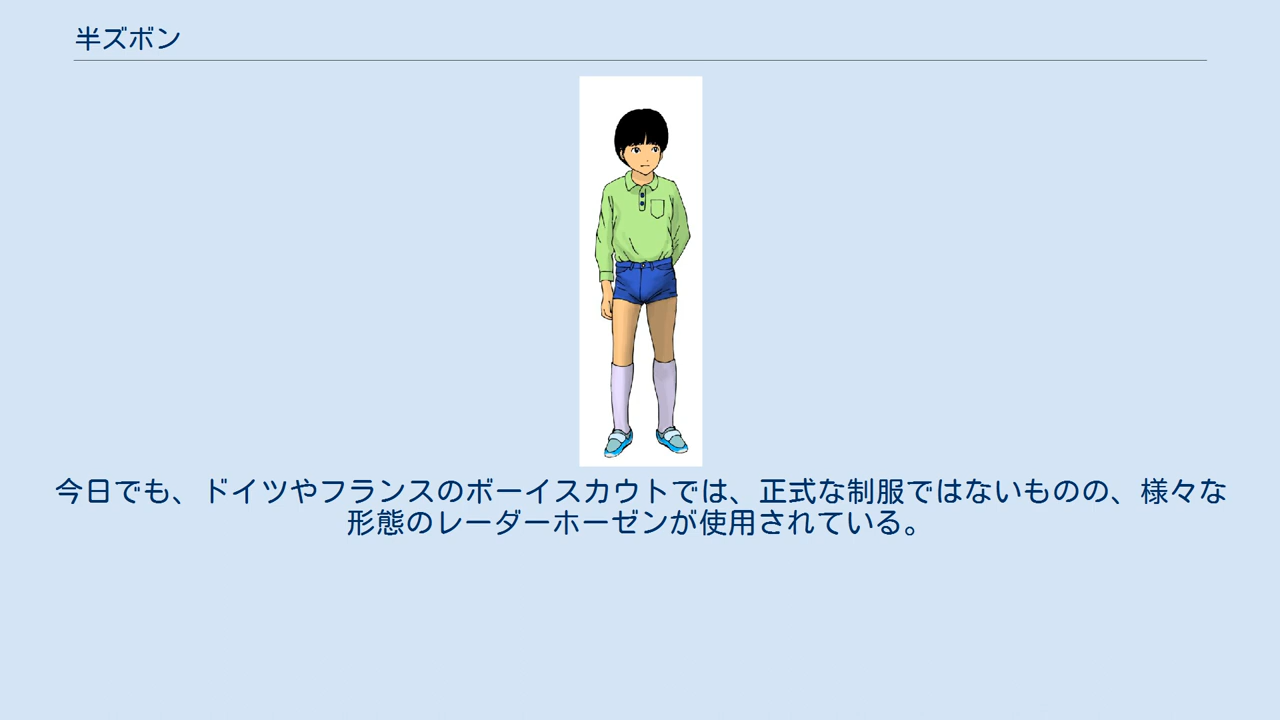 半ズボン
今日でも、ドイツやフランスのボーイスカウトでは、正式な制服ではないものの、様々な
形態のレーダーホーゼンが使用されている。